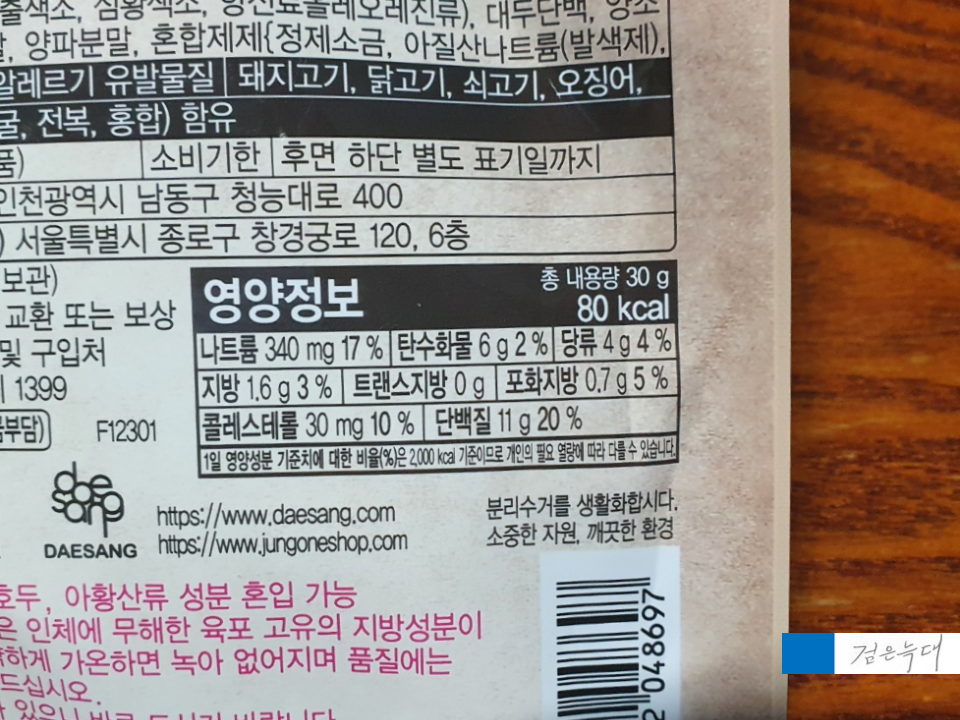 출색소, 심황색소,
양파분말, 혼합제제{정제소금, 아질산나트륨(발색제),
알레르기 유발물질 돼지고기, 닭고기, 쇠고기, 오징어,
굴, 전복, 홍합) 함유
품) 소비기한 후면 하단 별도 표기일까지
인천광역시 남동구 청능대로 400
) 서울특별시 종로구 창경궁로 120, 6층
보관)
교환 또는 보상
및 구입처
1399
F12301
영양정보 총 내용량 30 g
80 kcal
나트륨 340 mg 17 % 탄수화물 6 g 2 % 당류 4 g 4 %
지방 1.6 g 3 % 트랜스지방 0 g 포화지방 0.7 g 5 %
콜레스테롤 30 mg 10 % 단백질 11 g 20 %
1일 영양성분 기준치에 대한 비율(%)은 2,000 kcal 기준이므로 개인의 필요 열량에 따라 다를 수 있습니다.
dae
sang
DAESANG
https://www.daesang.com
https://www.jungoneshop.com
분리수거를 생활화합시다.
소중한 자원, 깨끗한 환경
호두, 아황산류 성분 혼입 가능
은 인체에 무해한 육포 고유의 지방성분이
하게 가온하면 녹아 없어지며 품질에는
드십시오.
2 048697
검은늑대